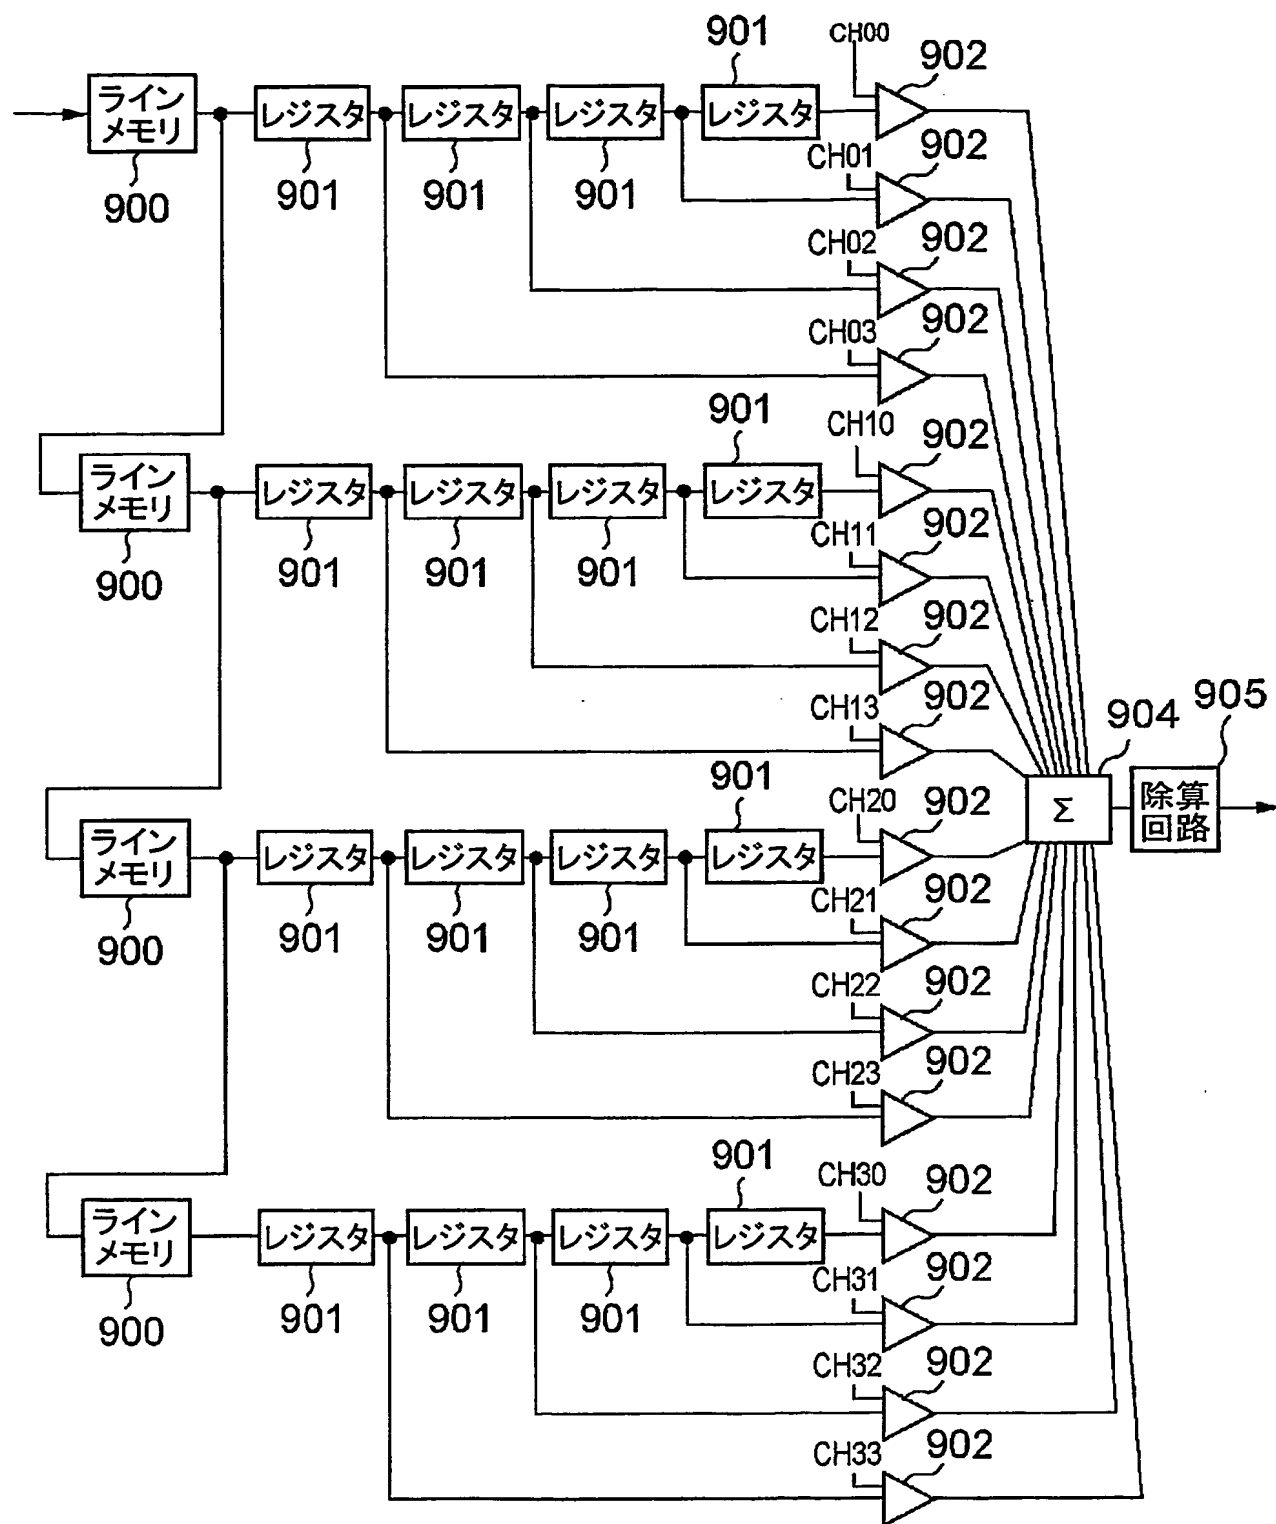 901
CH00
902
ライン
メモリ
レジスタ
レジスタ
レジスタ
レジスタ
900
901
901
901
CH01
902
CH02
902
CH03
902
901
CH10
902
ライン
メモリ
レジスタ
レジスタ
レジスタ
レジスタ
900
901
901
901
CH11
902
CH12
902
CH13
902
904
905
Σ
除算
回路
901
CH20
902
ライン
メモリ
レジスタ
レジスタ
レジスタ
レジスタ
900
901
901
901
CH21
902
CH22
902
CH23
902
901
CH30
902
ライン
メモリ
レジスタ
レジスタ
レジスタ
レジスタ
900
901
901
901
CH31
902
CH32
902
CH33
902